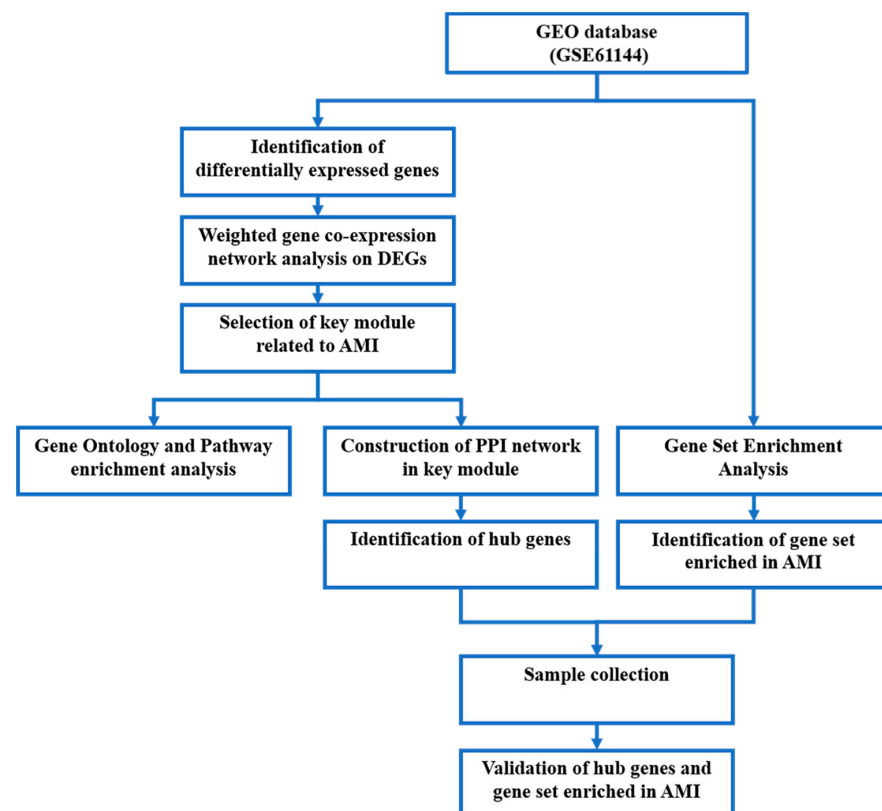 GEO database
(GSE61144)
Identification of
differentially expressed genes
Weighted gene co-expression
network analysis on DEGs
Selection of key module
related to AMI
Gene Ontology and Pathway
enrichment analysis
Construction of PPI network
in key module
Gene Set Enrichment
Analysis
Identification of hub genes
Identification of gene set
enriched in AMI
Sample collection
Validation of hub genes and
gene set enriched in AMI